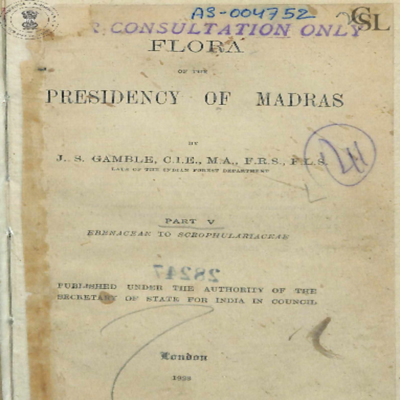 AS-004752
CONSULTATION ONLY
CSL
FLORA
OF THE
PRESIDENCY OF MADRAS
BY
J. S. GAMBLE, C.I.E., M.A., F.R.S., F.L.S.
LATE OF THE INDIAN FOREST DEPARTMENT
PART V
EBENACEAE TO SCROPHULARIACEAE
28247
PUBLISHED UNDER THE AUTHORITY OF THE
SECRETARY OF STATE FOR INDIA IN COUNCIL
London